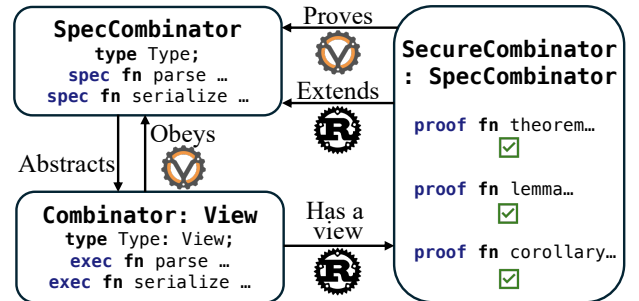 SpecCombinator
type Type;
spec fn parse …
spec fn serialize …
Proves
Extends
SecureCombinator
: SpecCombinator
proof fn theorem…
proof fn lemma…
proof fn corollary…
Abstracts
Obeys
Combinator: View
type Type: View;
exec fn parse …
exec fn serialize …
Has a
view